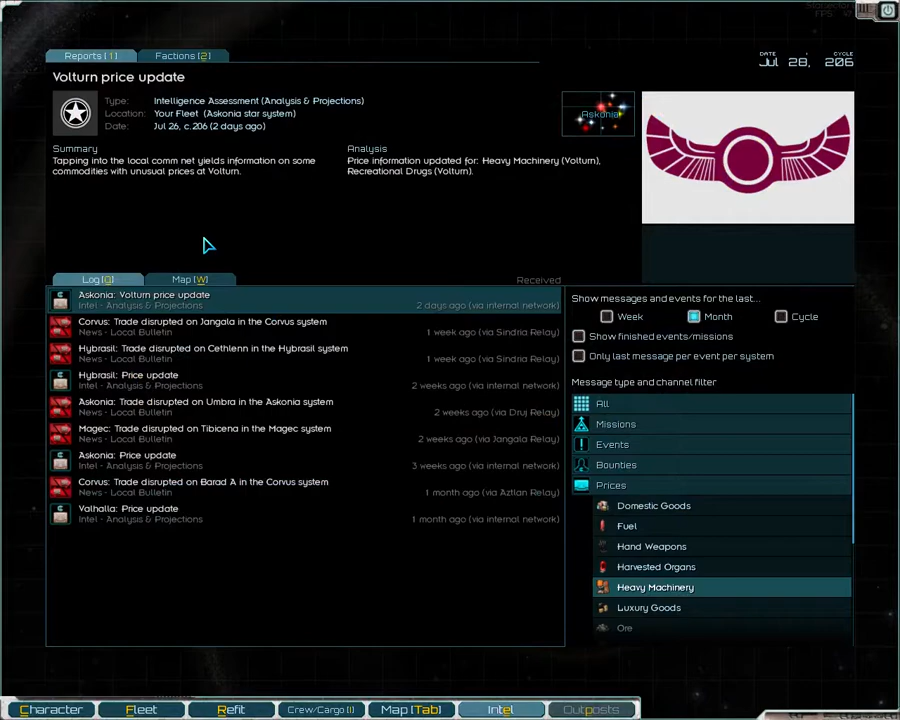 Starsector
FPS
Reports [1] Factions [2]
DATE CYCLE
Jul 28, 206
Volturn price update
Type: Intelligence Assessment (Analysis & Projections)
Location: Your Fleet (Askonia star system)
Date: Jul 26, c.206 (2 days ago)
Askonia
Summary
Tapping into the local comm net yields information on some
commodities with unusual prices at Volturn.
Analysis
Price information updated for: Heavy Machinery (Volturn),
Recreational Drugs (Volturn).
Log [Q] Map [W] Received
Askonia: Volturn price update
Intel - Analysis & Projections 2 days ago (via internal network)
Corvus: Trade disrupted on Jangala in the Corvus system
News - Local Bulletin 1 week ago (via Sindria Relay)
Hybrasil: Trade disrupted on Cethlenn in the Hybrasil system
News - Local Bulletin 1 week ago (via Sindria Relay)
Hybrasil: Price update
Intel - Analysis & Projections 2 weeks ago (via internal network)
Askonia: Trade disrupted on Umbra in the Askonia system
News - Local Bulletin 2 weeks ago (via Druj Relay)
Magec: Trade disrupted on Tibicena in the Magec system
News - Local Bulletin 2 weeks ago (via Jangala Relay)
Askonia: Price update
Intel - Analysis & Projections 3 weeks ago (via internal network)
Corvus: Trade disrupted on Barad A in the Corvus system
News - Local Bulletin 1 month ago (via Aztlan Relay)
Valhalla: Price update
Intel - Analysis & Projections 1 month ago (via internal network)
Show messages and events for the last...
Week Month Cycle
Show finished events/missions
Only last message per event per system
Message type and channel filter
All
Missions
Events
Bounties
Prices
Domestic Goods
Fuel
Hand Weapons
Harvested Organs
Heavy Machinery
Luxury Goods
Ore
Character Fleet Refit Crew/Cargo [I] Map [Tab] Intel Outposts